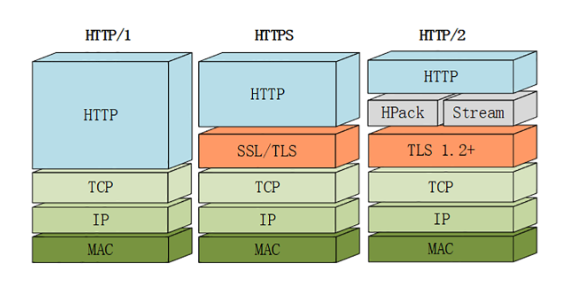 HTTP/1 HTTPS HTTP/2
HTTP HTTP HTTP
HPack Stream
SSL/TLS TLS 1.2+
TCP TCP TCP
IP IP IP
MAC MAC MAC